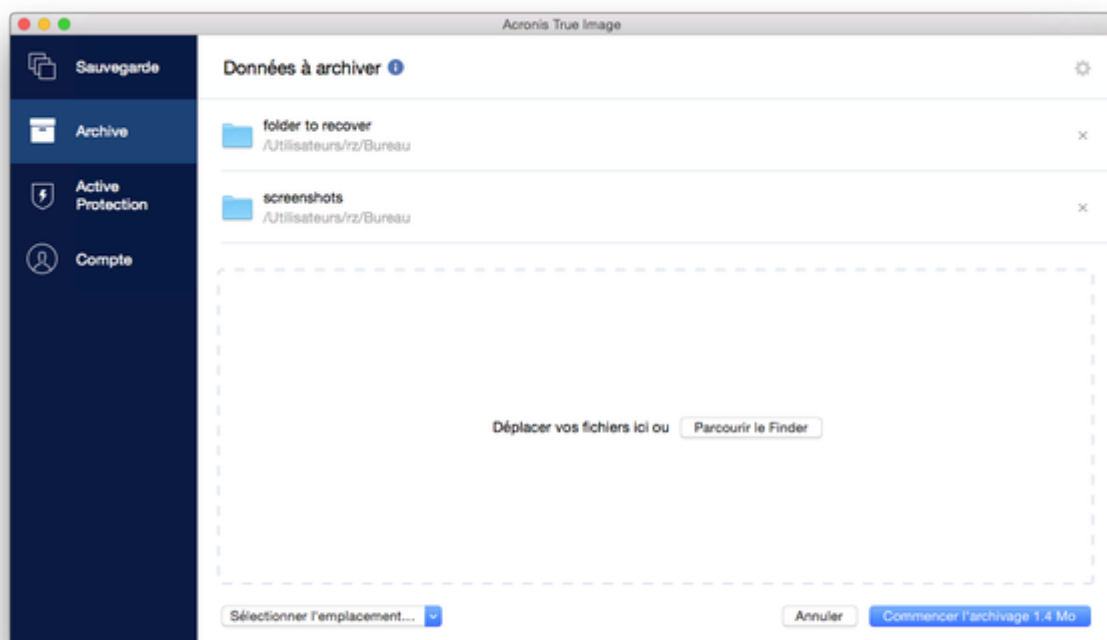 Acronis True Image
Sauvegarde
Archive
Active
Protection
Compte
Données à archiver
folder to recover
/Utilisateurs/rz/Bureau
screenshots
/Utilisateurs/rz/Bureau
Déplacer vos fichiers ici ou Parcourir le Finder
Sélectionner l'emplacement... Annuler Commencer l'archivage 1.4 Mo